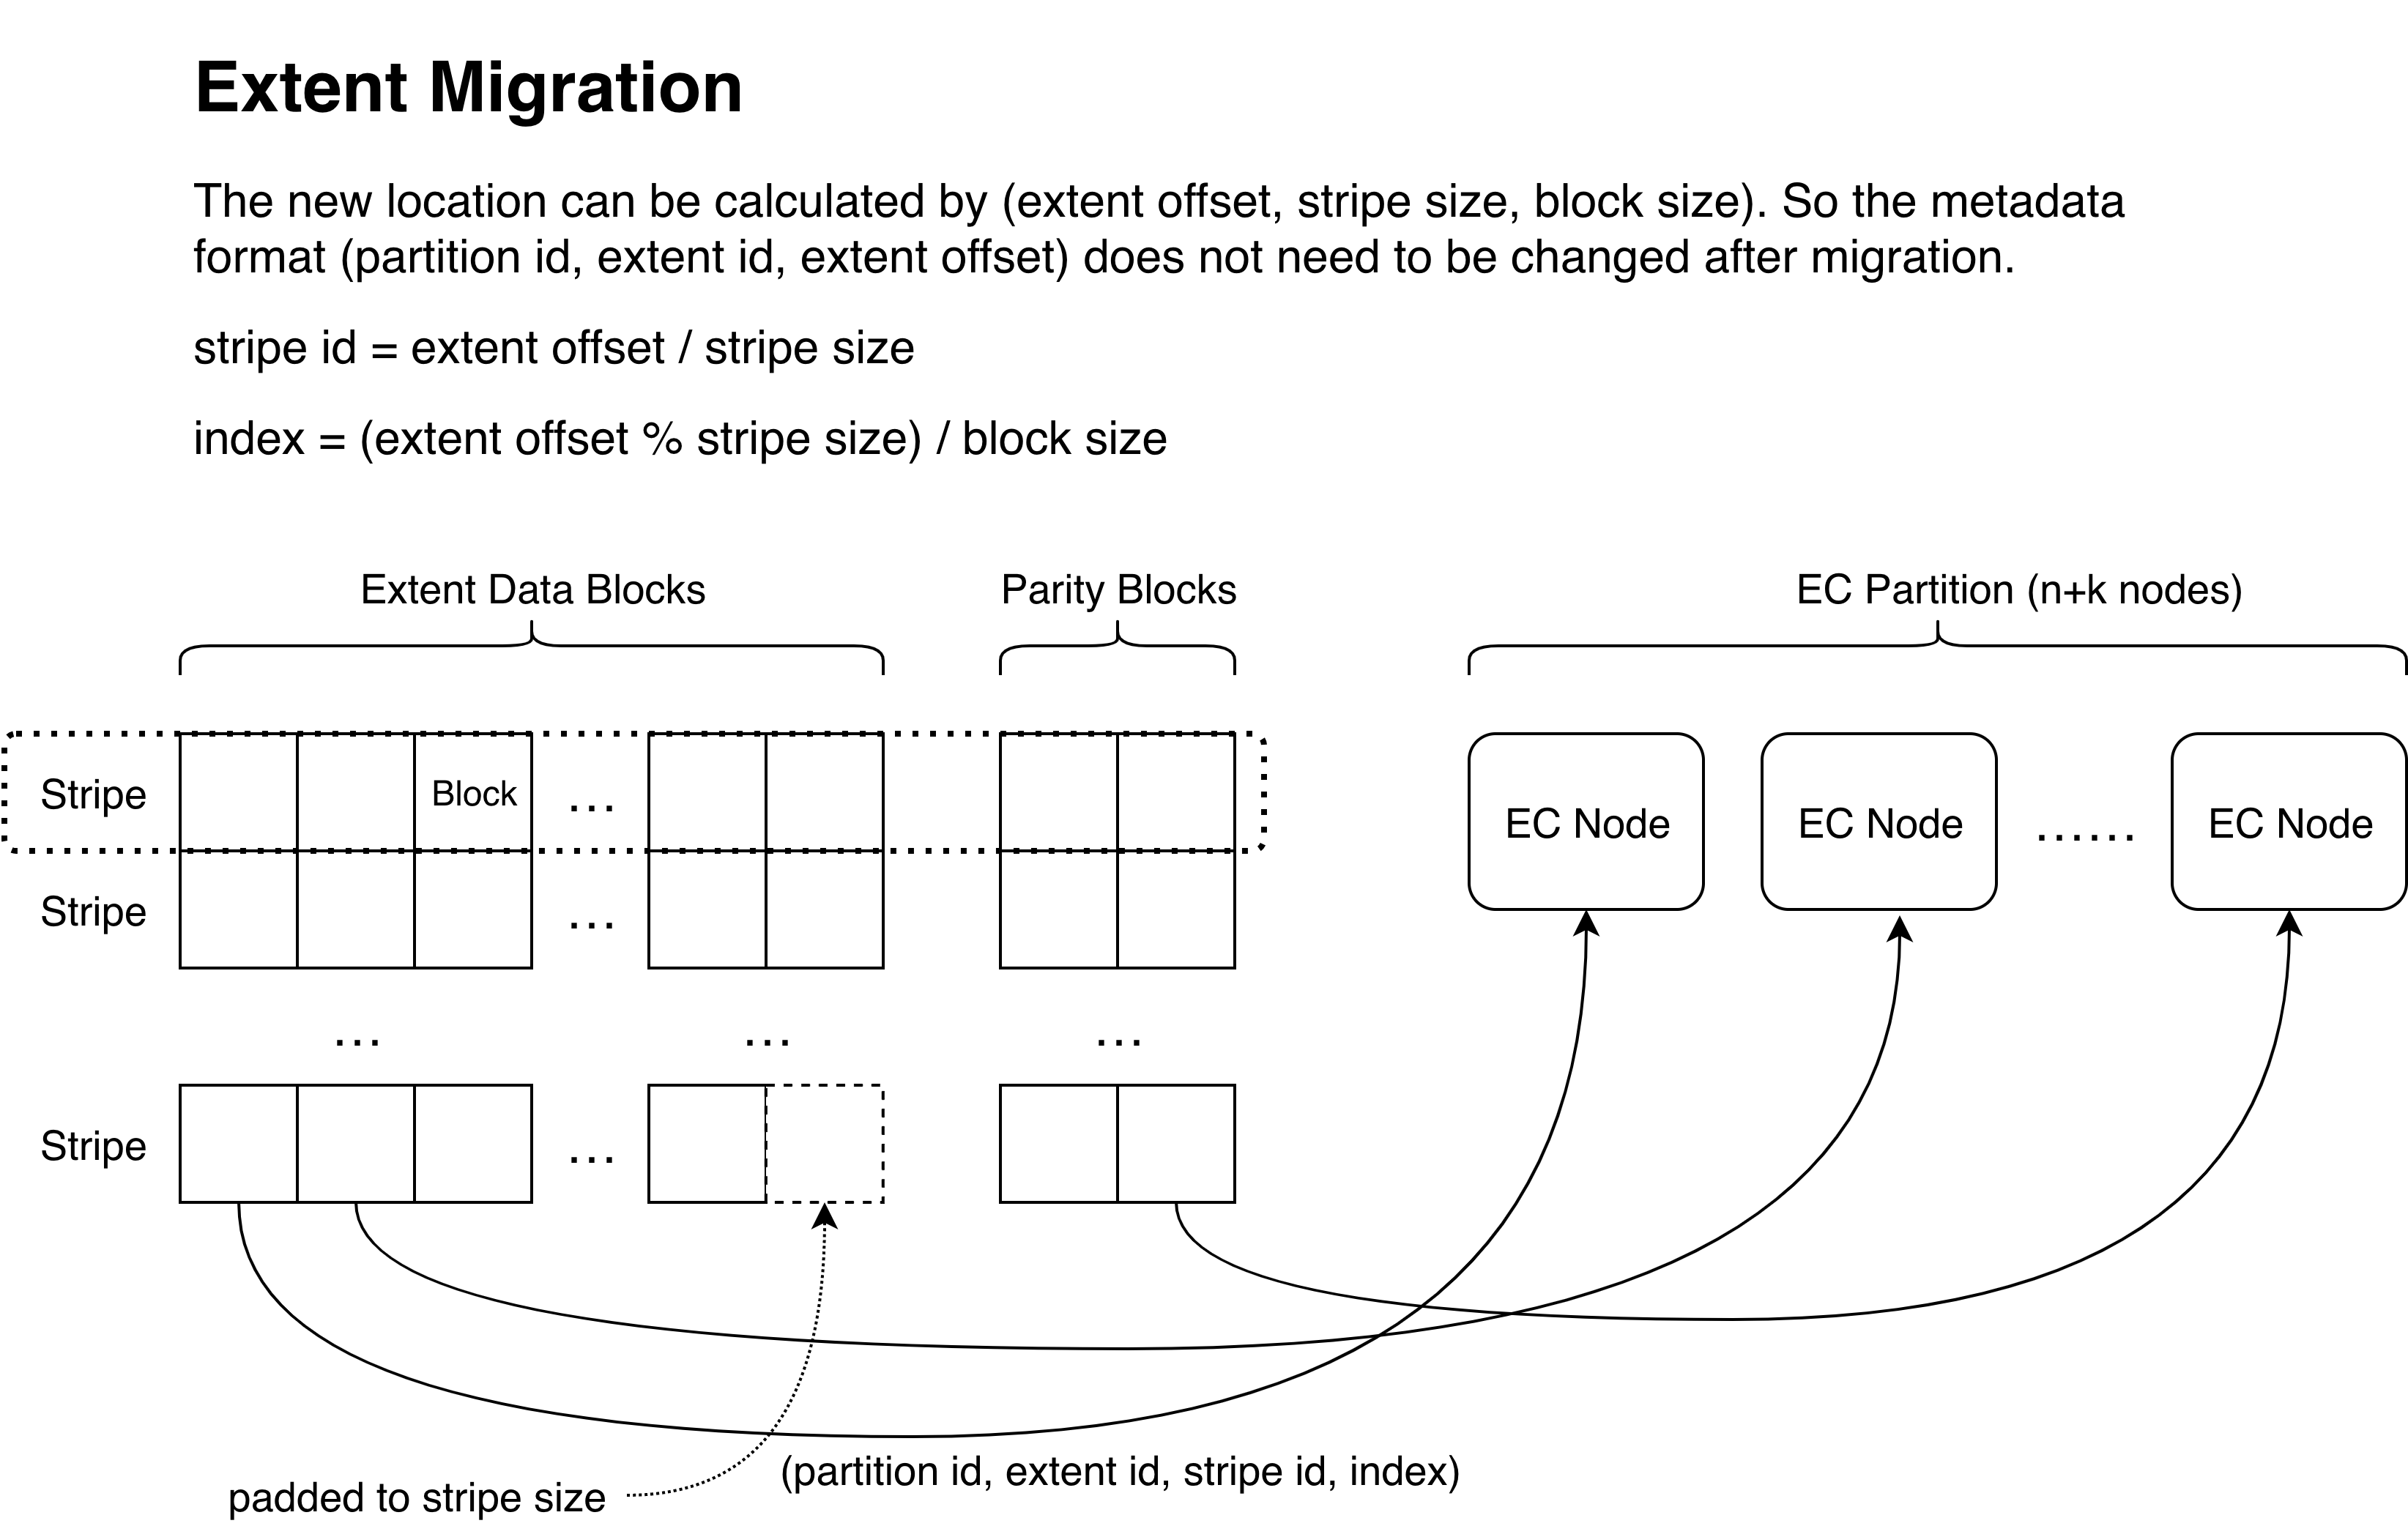 Extent Migration
The new location can be calculated by (extent offset, stripe size, block size). So the metadata
format (partition id, extent id, extent offset) does not need to be changed after migration.
stripe id = extent offset / stripe size
index = (extent offset % stripe size) / block size
Extent Data Blocks
Parity Blocks
EC Partition (n+k nodes)
Stripe
Block
...
EC Node
EC Node
......
EC Node
Stripe
...
...
...
...
Stripe
...
(partition id, extent id, stripe id, index)
padded to stripe size